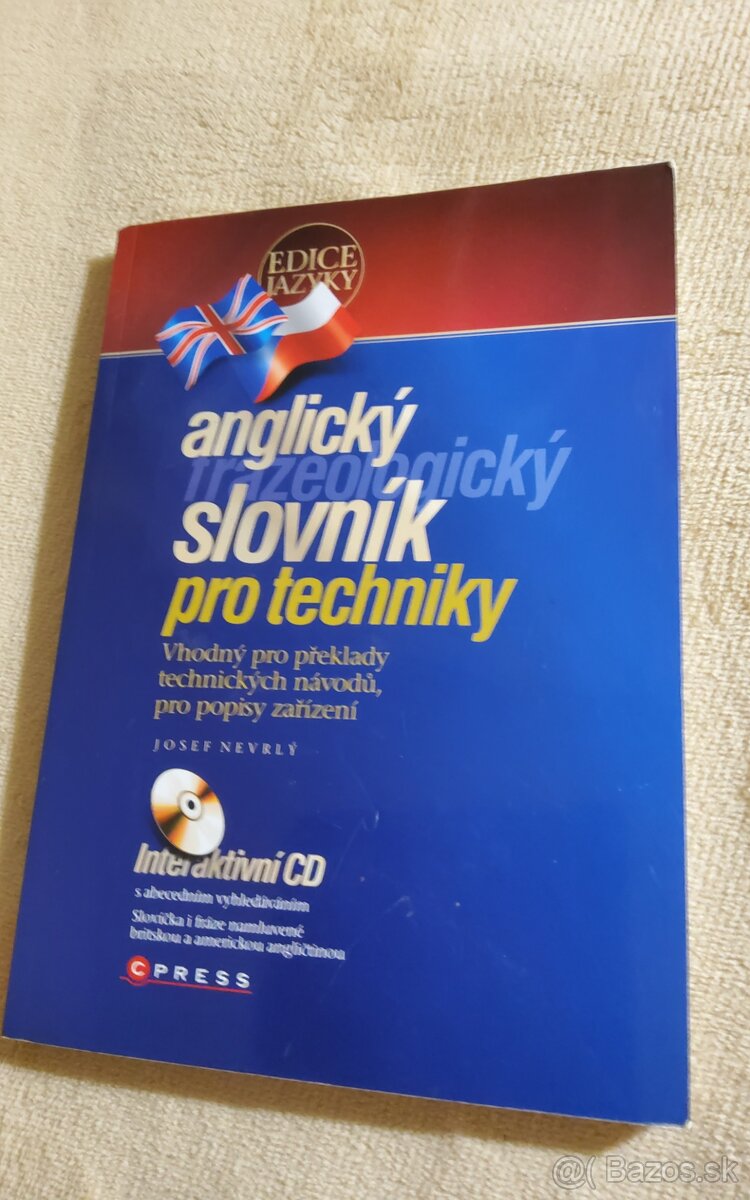 EDICE
JAZYKY
anglický
frazeologický
slovník
pro techniky
Vhodný pro překlady
technických návodů,
pro popisy zařízení
JOSEF NEVRLÝ
Interaktivní CD
s abecedním vyhledáváním
Slovíčka i fráze namluvené
britskou a americkou angličtinou
CPRESS
@( Bazos.sk